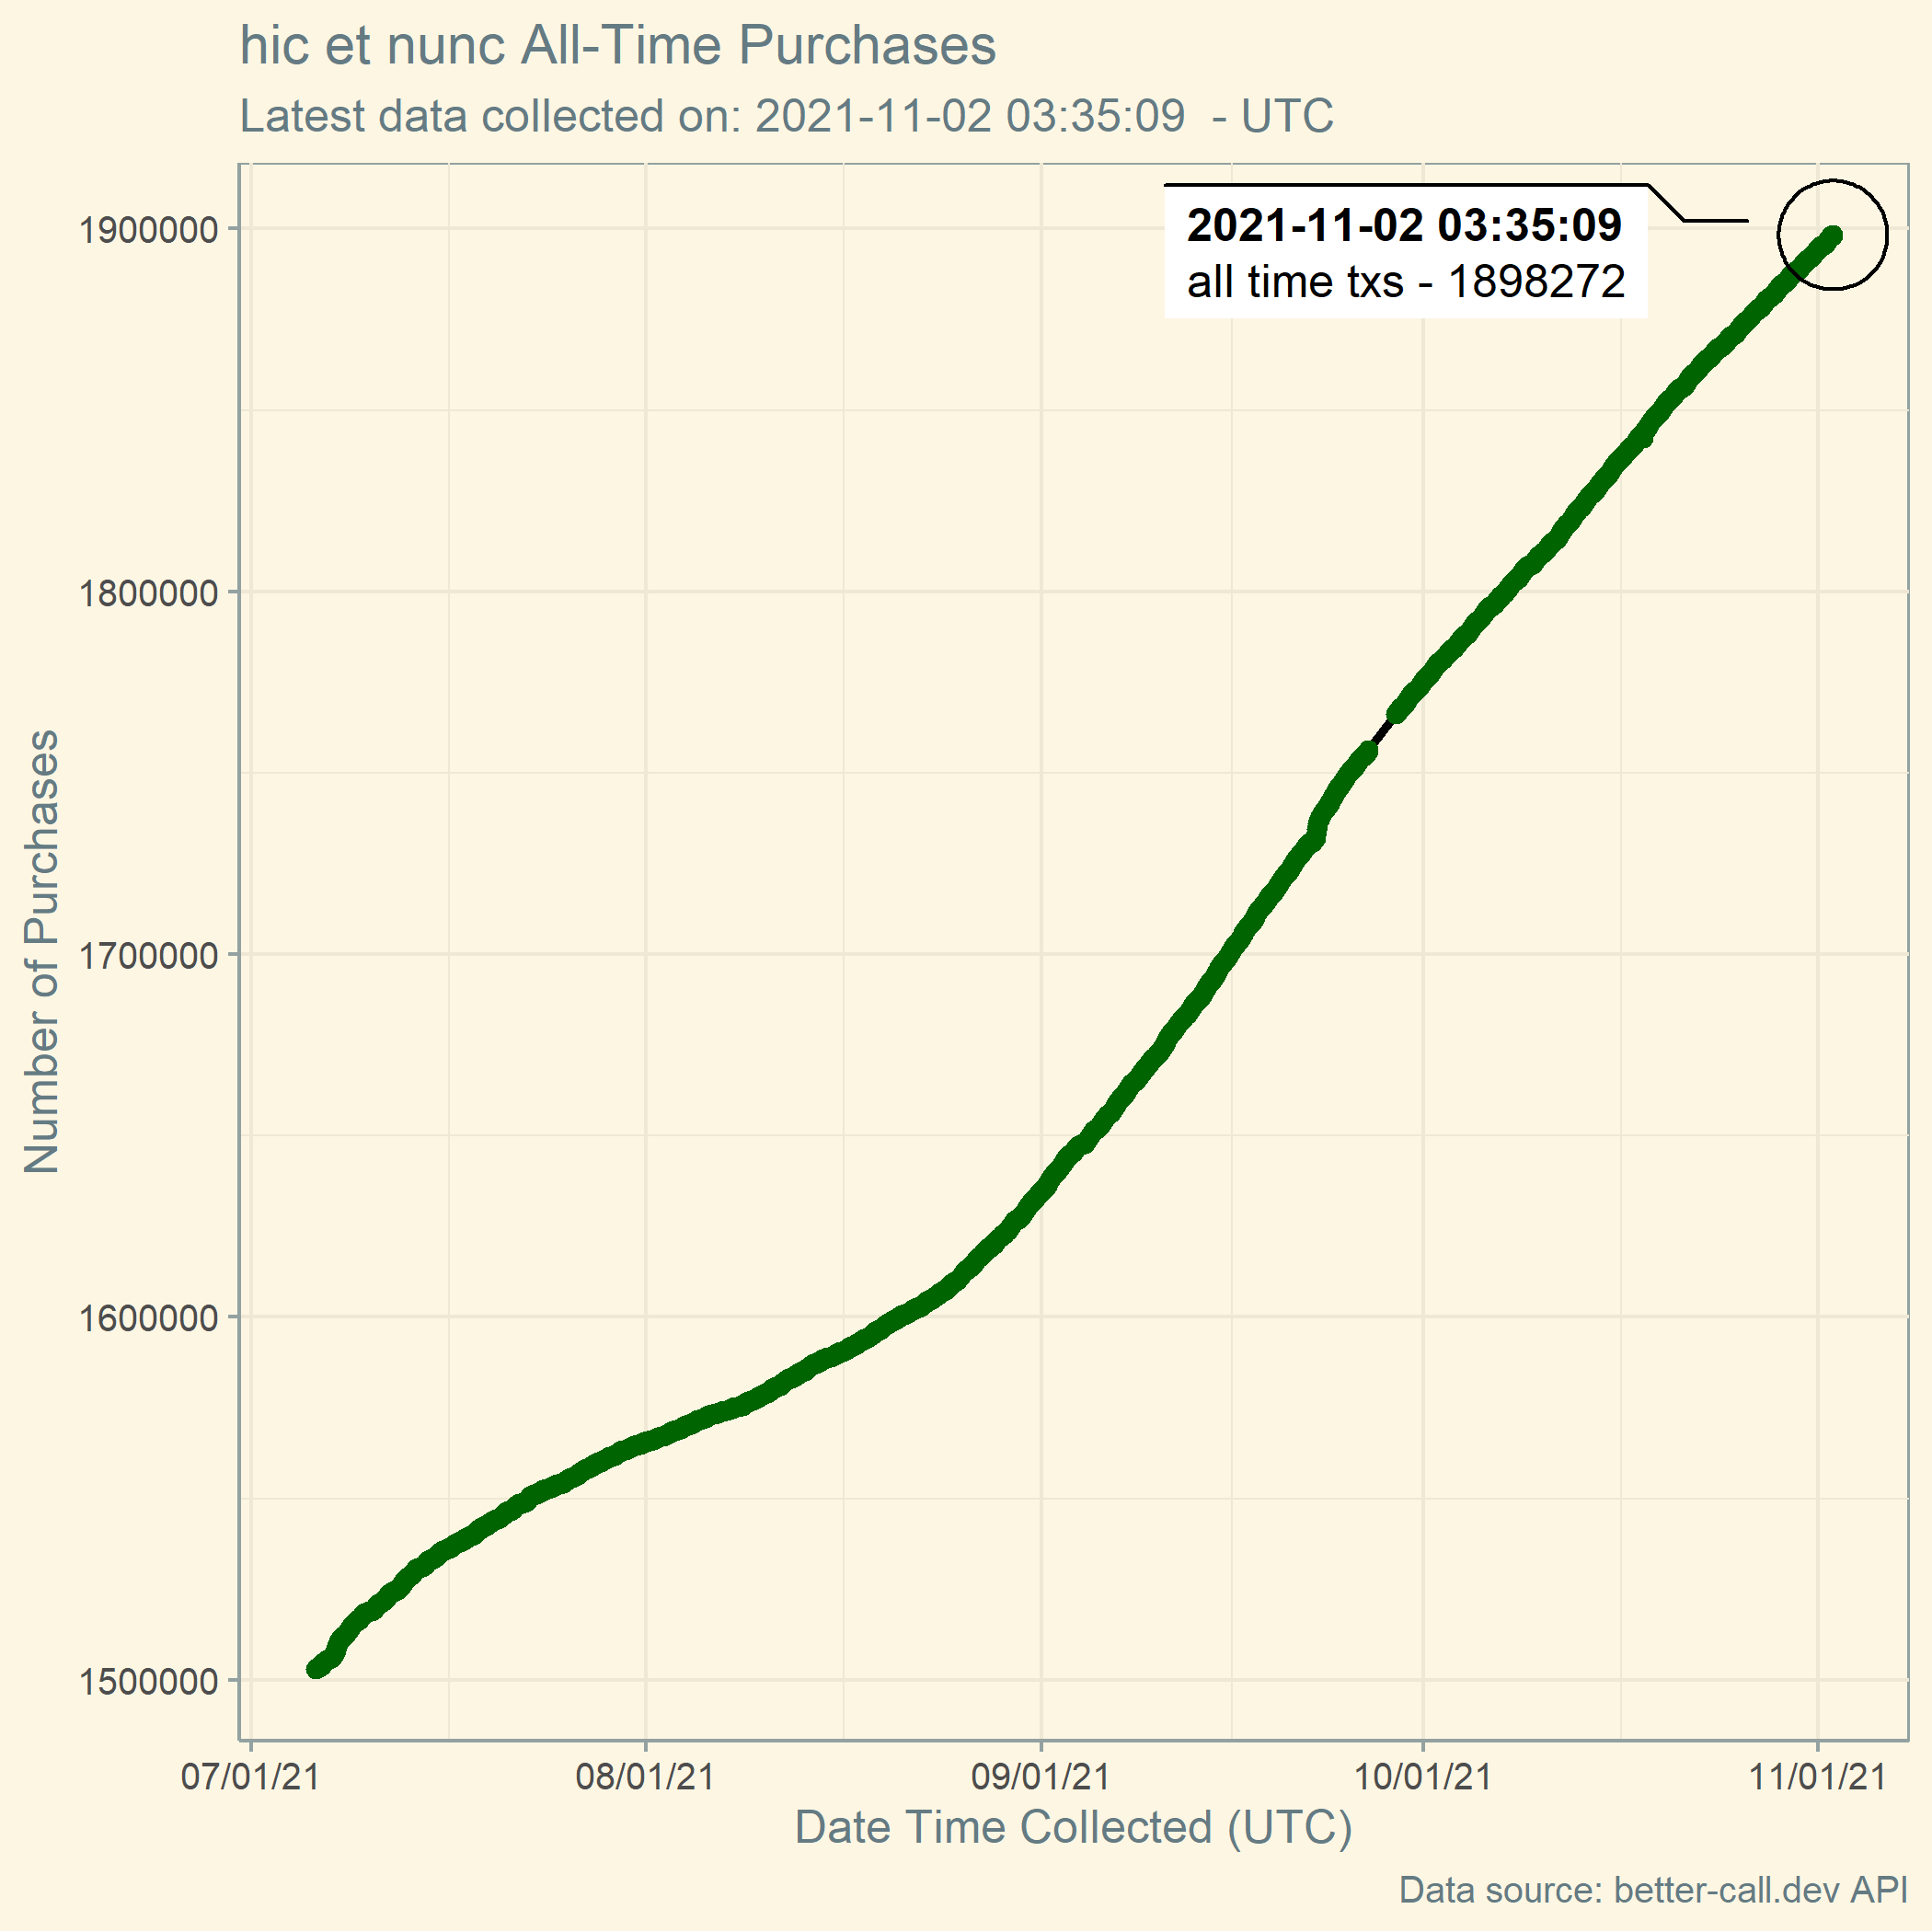 hic et nunc All-Time Purchases
Latest data collected on: 2021-11-02 03:35:09  - UTC
2021-11-02 03:35:09
all time txs - 1898272
1900000
1800000
1700000
1600000
1500000
Number of Purchases
07/01/21
08/01/21
09/01/21
10/01/21
11/01/21
Date Time Collected (UTC)
Data source: better-call.dev API